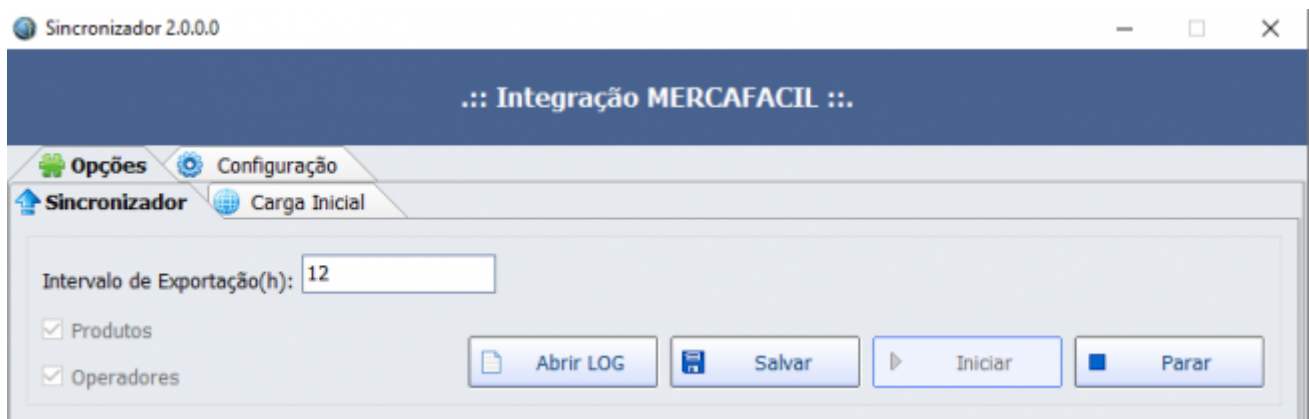 Sincronizador 2.0.0.0
.:: Integração MERCAFACIL ::.
Opções Configuração
Sincronizador Carga Inicial
Intervalo de Exportação(h): 12
Produtos
Operadores
Abrir LOG Salvar Iniciar Parar